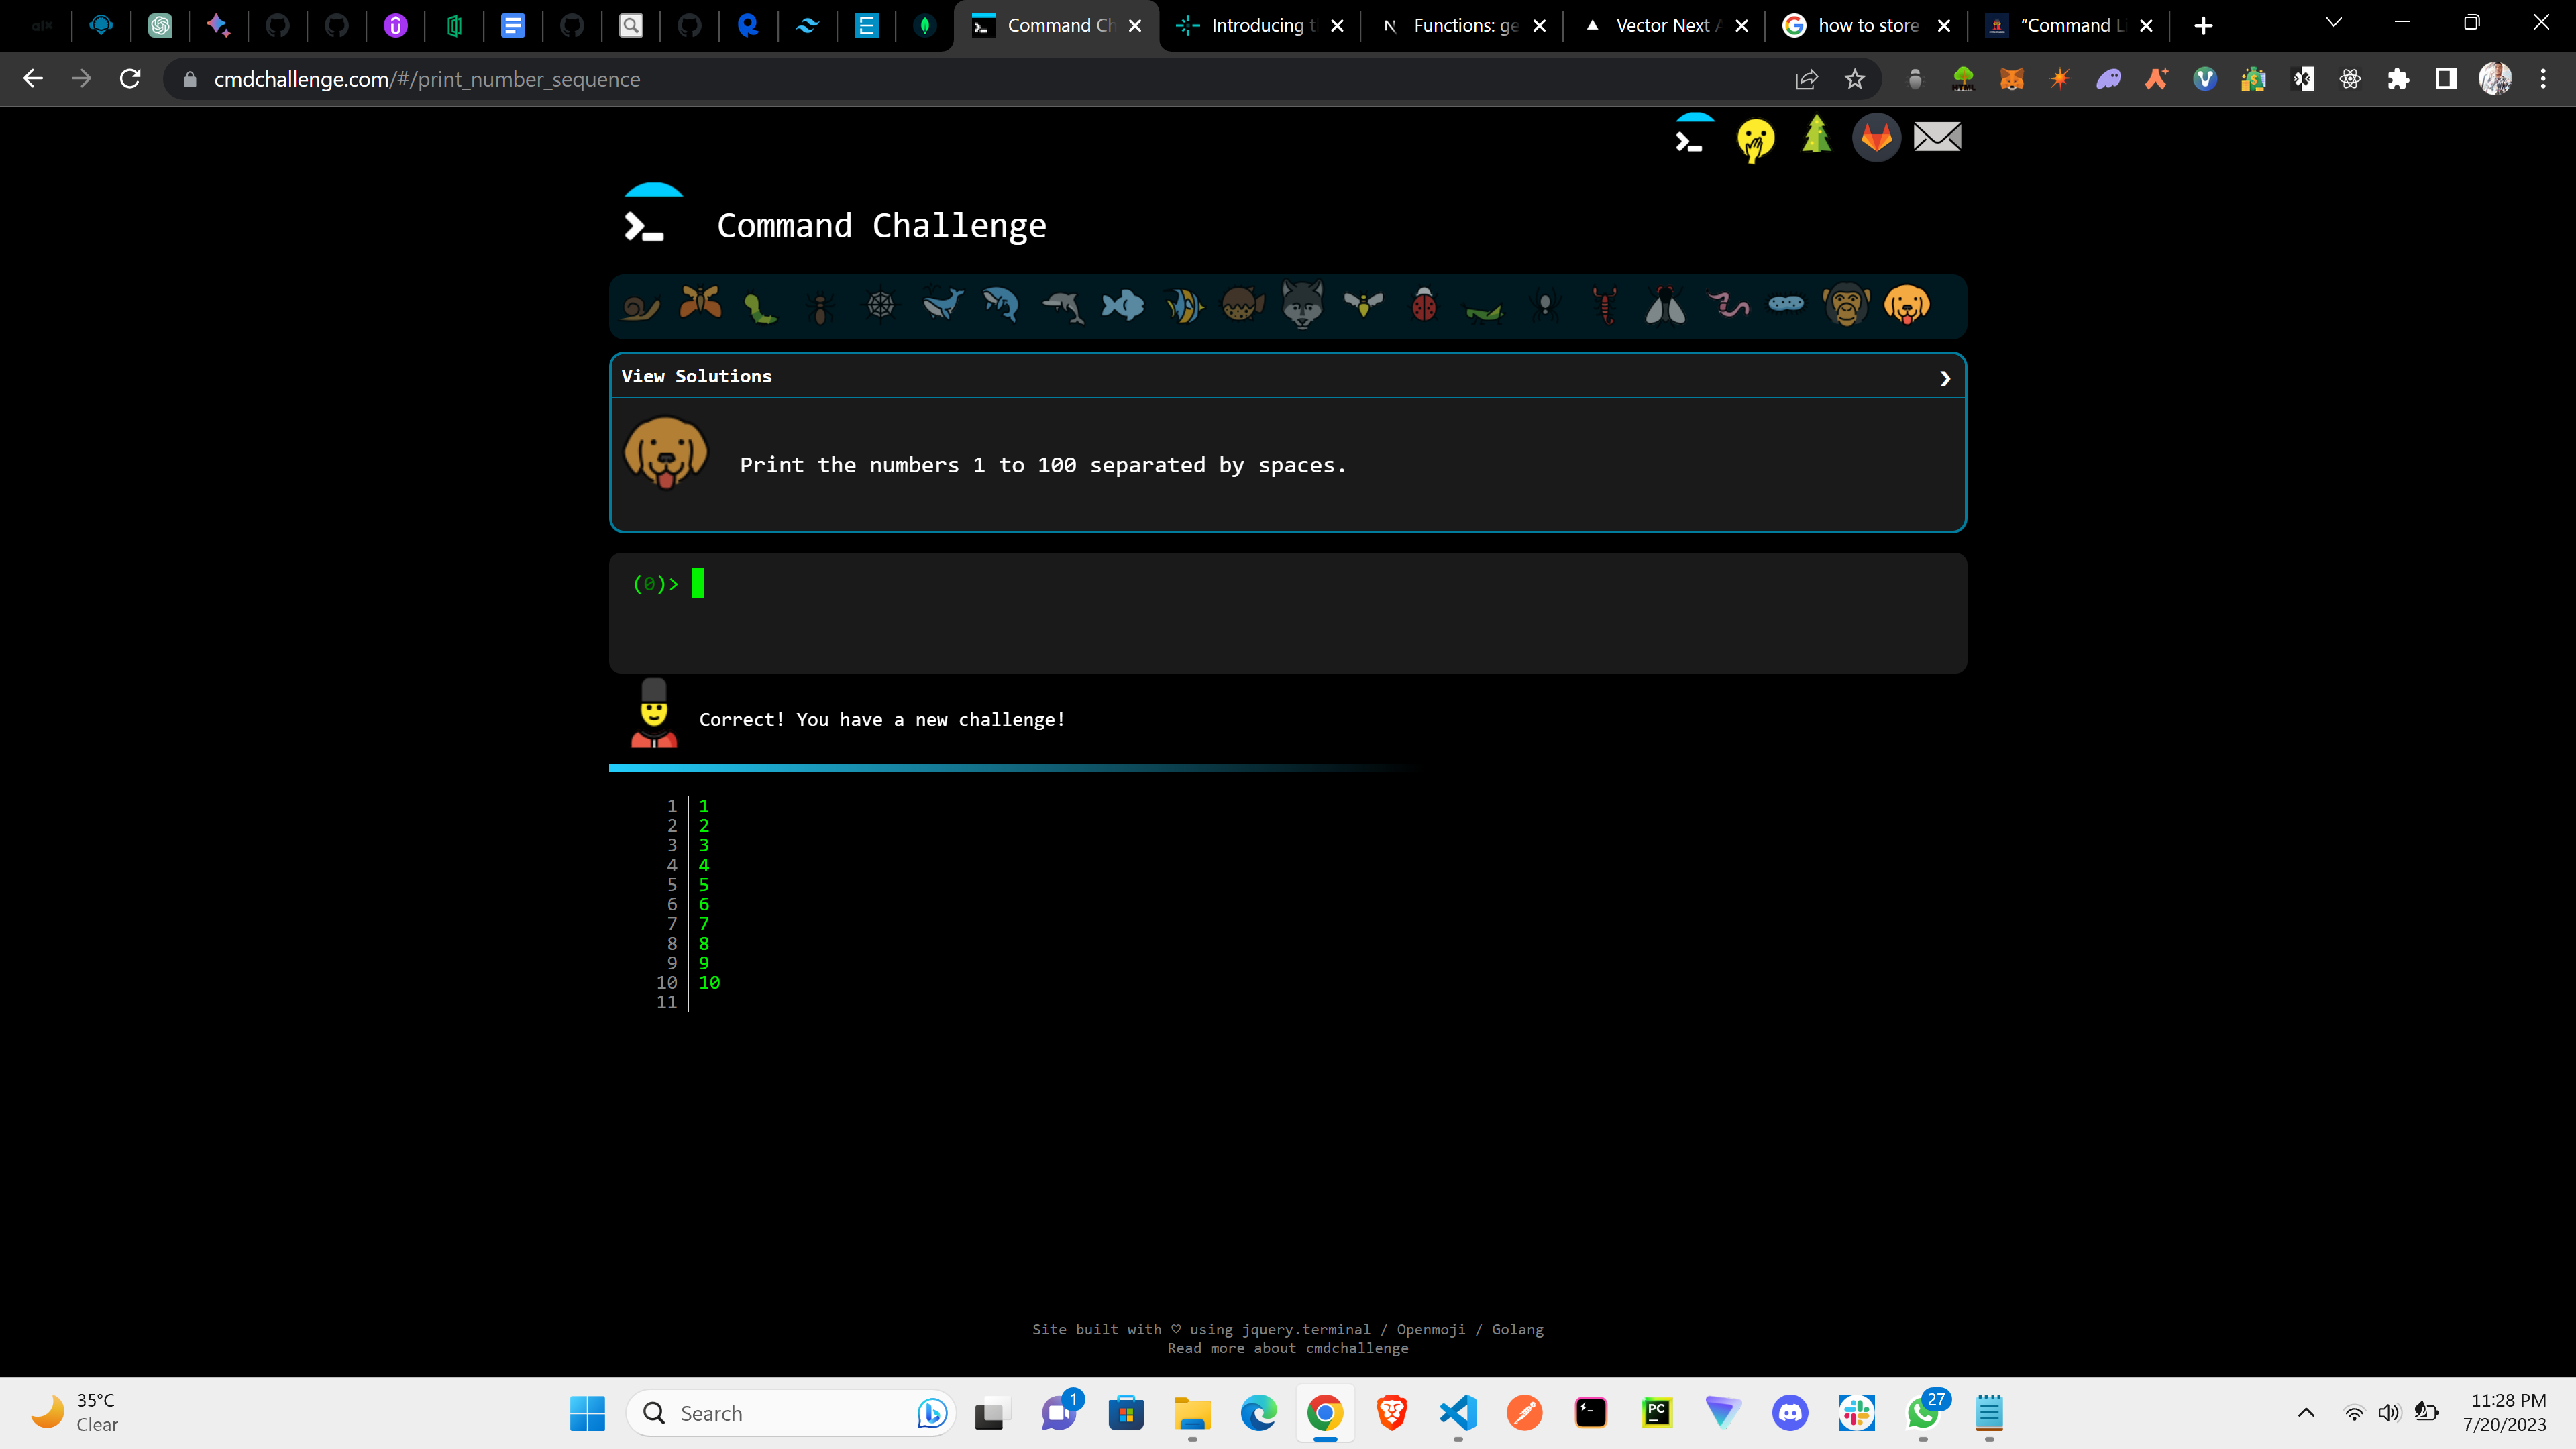 Command Ch
Introducing t
Functions: ge
Vector Next A
how to store
“Command Li
cmdchallenge.com/#/print_number_sequence
Command Challenge
View Solutions
Print the numbers 1 to 100 separated by spaces.
(0)>
Correct! You have a new challenge!
1 1
2 2
3 3
4 4
5 5
6 6
7 7
8 8
9 9
10 10
11
Site built with ♡ using jquery.terminal / Openmoji / Golang
Read more about cmdchallenge
35°C
Clear
Search
1
27
11:28 PM
7/20/2023